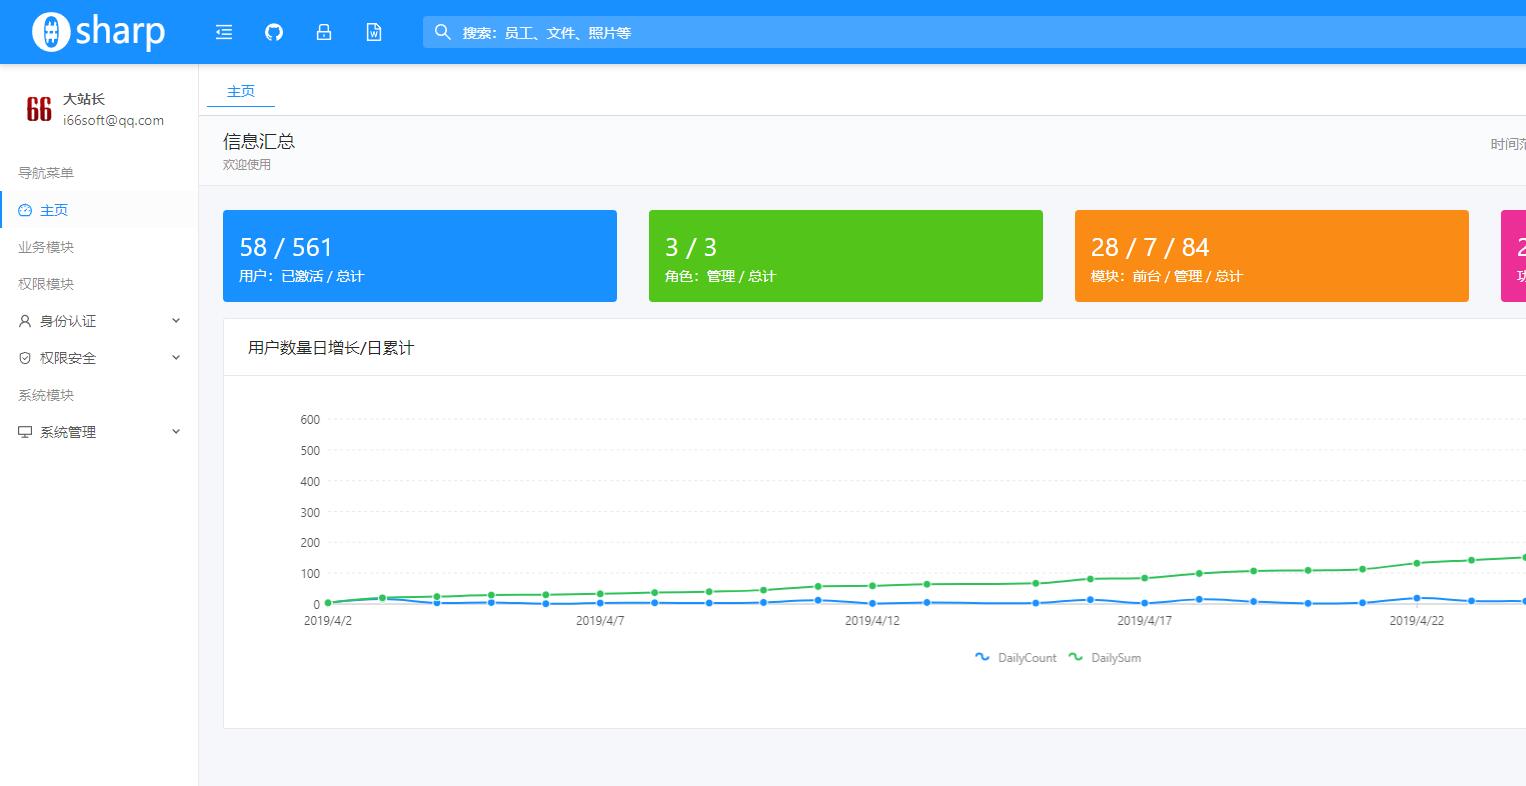 sharp
搜索：员工、文件、照片等
66
大站长
i66soft@qq.com
导航菜单
主页
业务模块
权限模块
身份认证
权限安全
系统模块
系统管理
主页
信息汇总
欢迎使用
时间范
58 / 561
用户：已激活 / 总计
3 / 3
角色：管理 / 总计
28 / 7 / 84
模块：前台 / 管理 / 总计
2
功
用户数量日增长/日累计
600
500
400
300
200
100
0
2019/4/2
2019/4/7
2019/4/12
2019/4/17
2019/4/22
DailyCount
DailySum